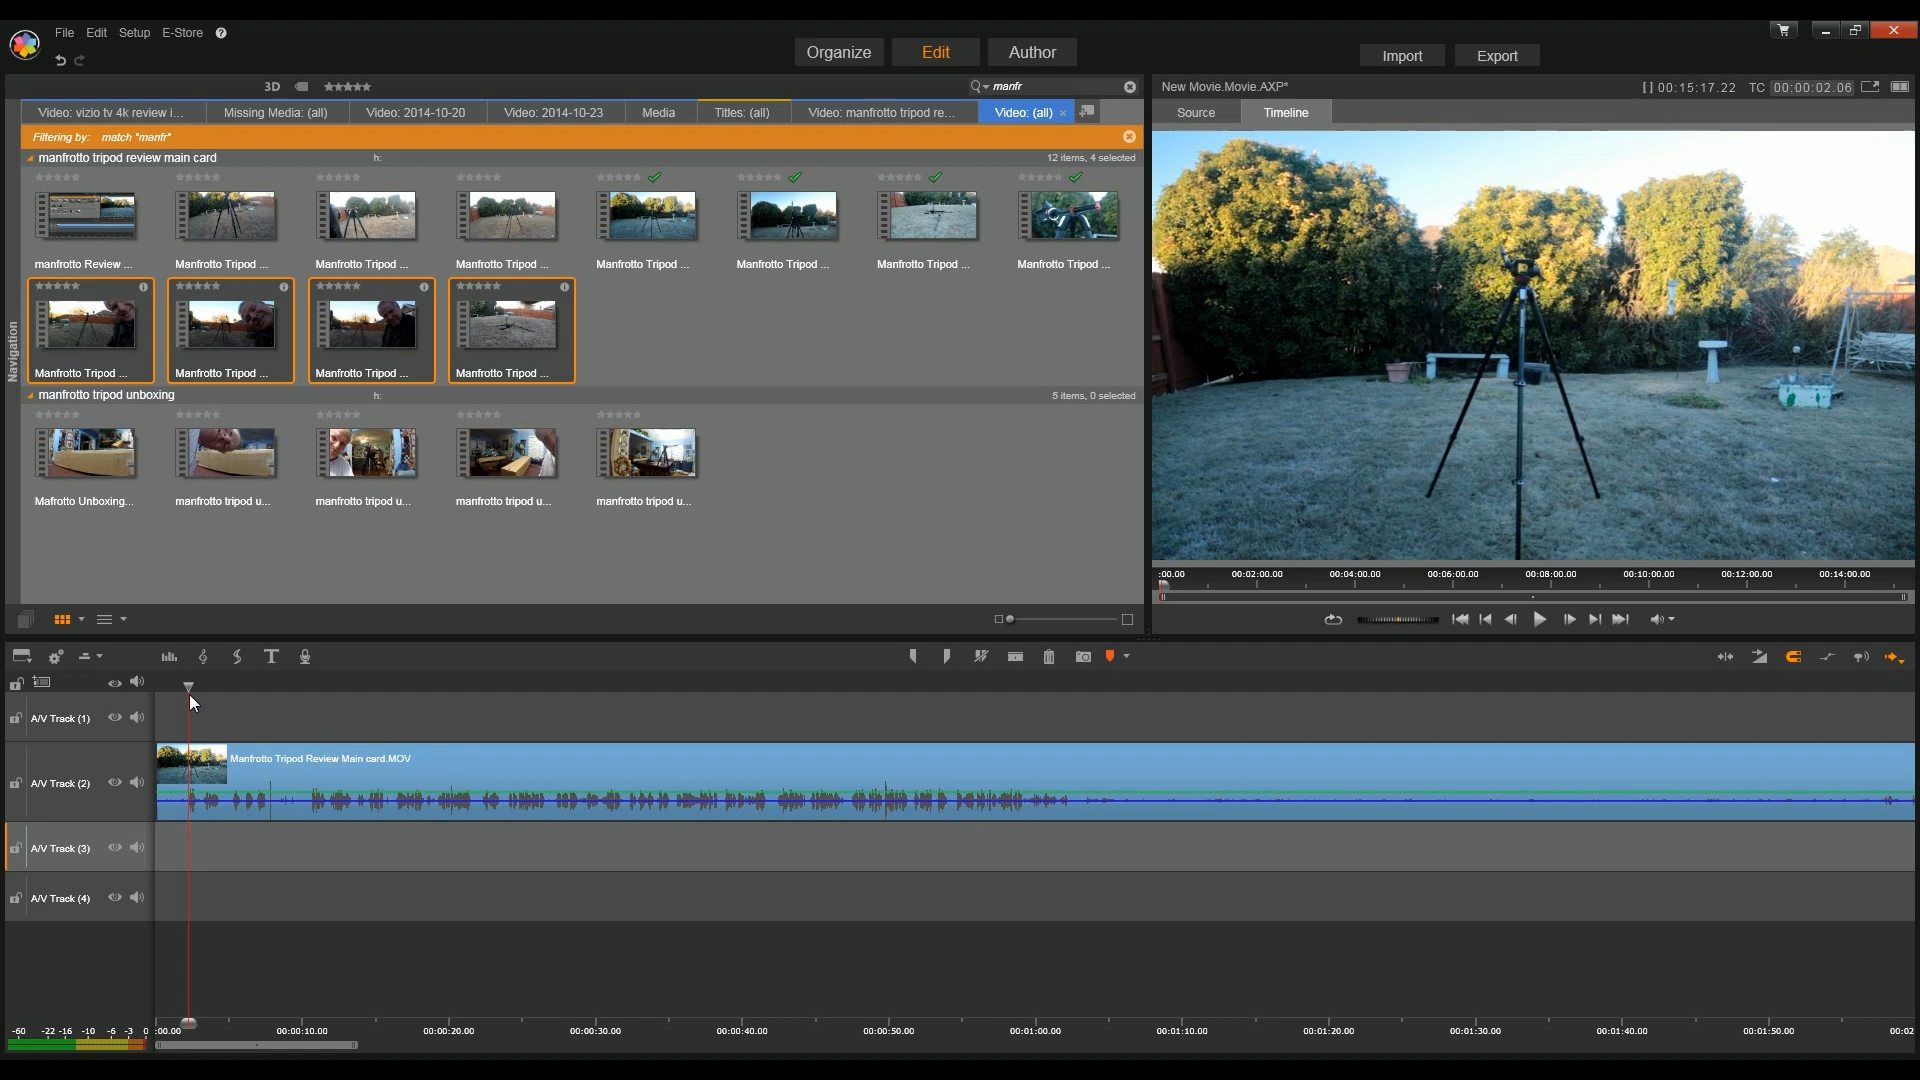 File Edit Setup E-Store ?
Organize Edit Author
Import Export
3D manfr
New Movie.Movie.AXP* [ ] 00:15:17.22 TC 00:00:02.06
Video: vizio tv 4k review i... Missing Media: (all) Video: 2014-10-20 Video: 2014-10-23 Media Titles: (all) Video: manfrotto tripod re... Video: (all) ×
Source Timeline
Filtering by: match "manfr"
manfrotto tripod review main card h: 12 items, 4 selected
manfrotto Review ... Manfrotto Tripod ... Manfrotto Tripod ... Manfrotto Tripod ... Manfrotto Tripod ... Manfrotto Tripod ... Manfrotto Tripod ... Manfrotto Tripod ...
Navigation
Manfrotto Tripod ... Manfrotto Tripod ... Manfrotto Tripod ... Manfrotto Tripod ...
manfrotto tripod unboxing h: 5 items, 0 selected
Mafrotto Unboxing... manfrotto tripod u... manfrotto tripod u... manfrotto tripod u... manfrotto tripod u...
:00.00 00:02:00.00 00:04:00.00 00:06:00.00 00:08:00.00 00:10:00.00 00:12:00.00 00:14:00.00
A/V Track (1)
Manfrotto Tripod Review Main card.MOV
A/V Track (2)
A/V Track (3)
A/V Track (4)
-60 -22 -16 -10 -6 -3 0 :00.00 00:00:10.00 00:00:20.00 00:00:30.00 00:00:40.00 00:00:50.00 00:01:00.00 00:01:10.00 00:01:20.00 00:01:30.00 00:01:40.00 00:01:50.00 00:02